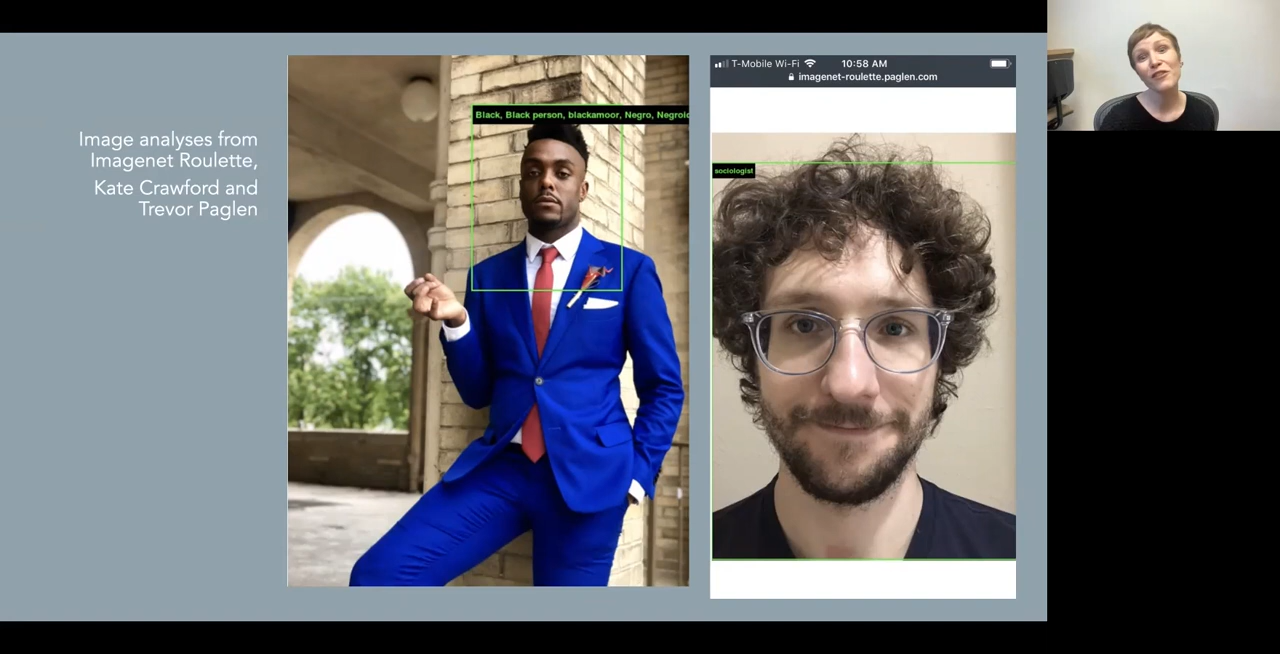 Image analyses from
Imagenet Roulette,
Kate Crawford and
Trevor Paglen
Black, Black person, blackamoor, Negro, Negroid
T-Mobile Wi-Fi 10:58 AM
imagenet-roulette.paglen.com
sociologist